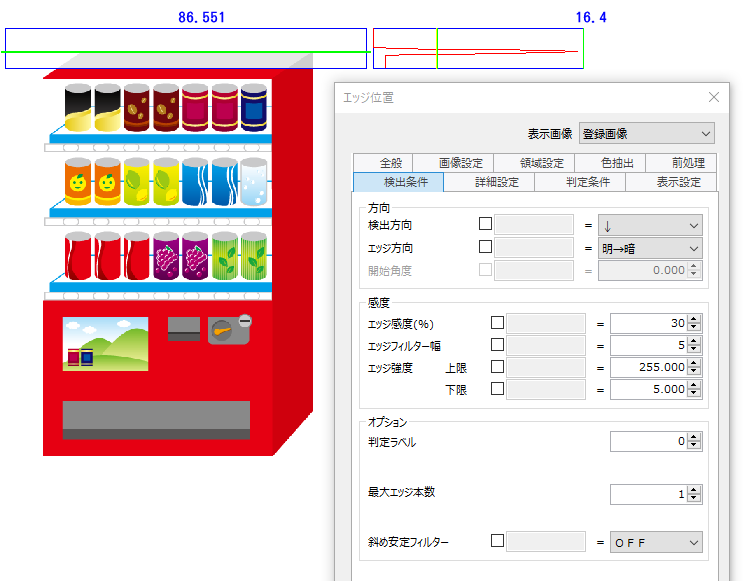 86.551
16.4
エッジ位置
表示画像 登録画像
全般 画像設定 領域設定 色抽出 前処理
検出条件 詳細設定 判定条件 表示設定
方向
検出方向 = ↓
エッジ方向 = 明→暗
開始角度 = 0.000
感度
エッジ感度(%) = 30
エッジフィルター幅 = 5
エッジ強度 上限 = 255.000
下限 = 5.000
オプション
判定ラベル 0
最大エッジ本数 1
斜め安定フィルター = OFF